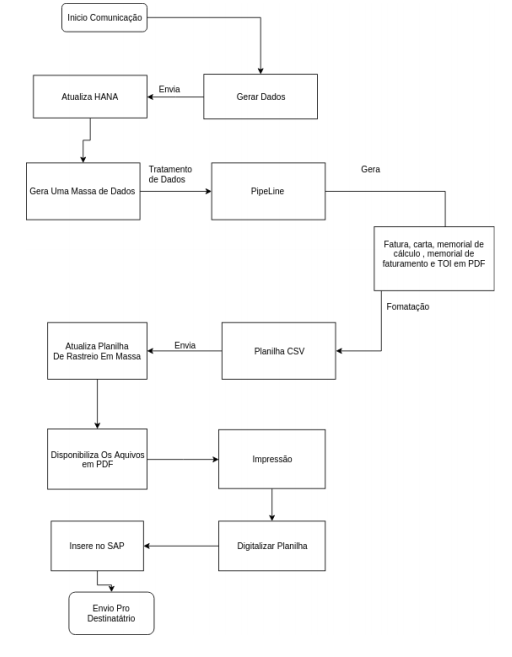 Inicio Comunicação
Envia
Atualiza HANA
Gerar Dados
Tratamento
de Dados
Gera
Gera Uma Massa de Dados
PipeLine
Fatura, carta, memorial de
cálculo , memorial de
faturamento e TOI em PDF
Fomatação
Atualiza Planilha
De Rastreio Em Massa
Envia
Planilha CSV
Disponibiliza Os Aquivos
em PDF
Impressão
Insere no SAP
Digitalizar Planilha
Envio Pro
Destinatátrio